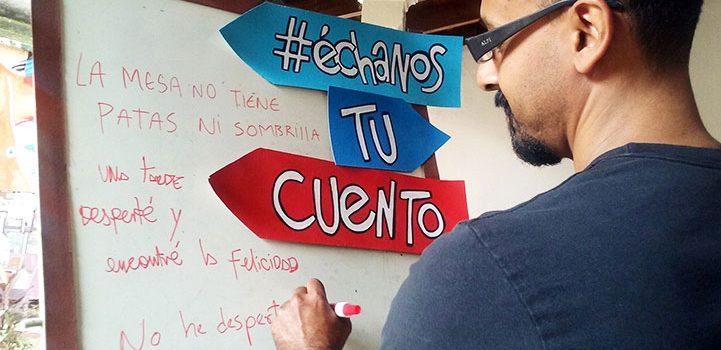 #échanos
TU
CUENTO
LA MESA NO TIENE
PATAS NI SOMBRILLA
una tarde
desperté y
encontré la felicidad
No he despert